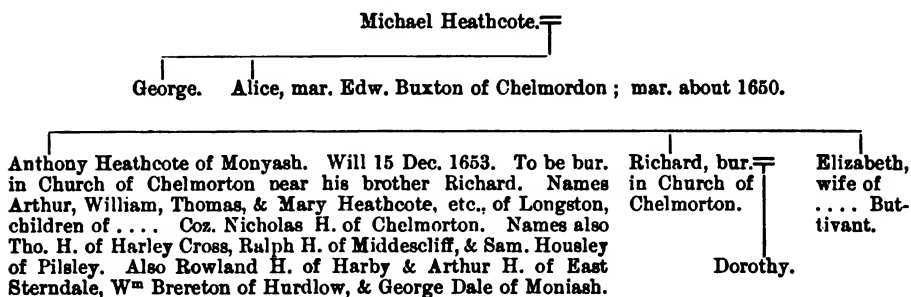 Michael Heathcote.
George. Alice, mar. Edw. Buxton of Chelmordon ; mar. about 1650.
Anthony Heathcote of Monyash. Will 15 Dec. 1653. To be bur.
in Church of Chelmorton near his brother Richard. Names
Arthur, William, Thomas, & Mary Heathcote, etc., of Longston,
children of .... Coz. Nicholas H. of Chelmorton. Names also
Tho. H. of Harley Cross, Ralph H. of Middescliff, & Sam. Housley
of Pilsley. Also Rowland H. of Harby & Arthur H. of East
Sterndale, Wm Brereton of Hurdlow, & George Dale of Moniash.
Richard, bur.
in Church of
Chelmorton.
Elizabeth,
wife of
.... But-
tivant.
Dorothy.